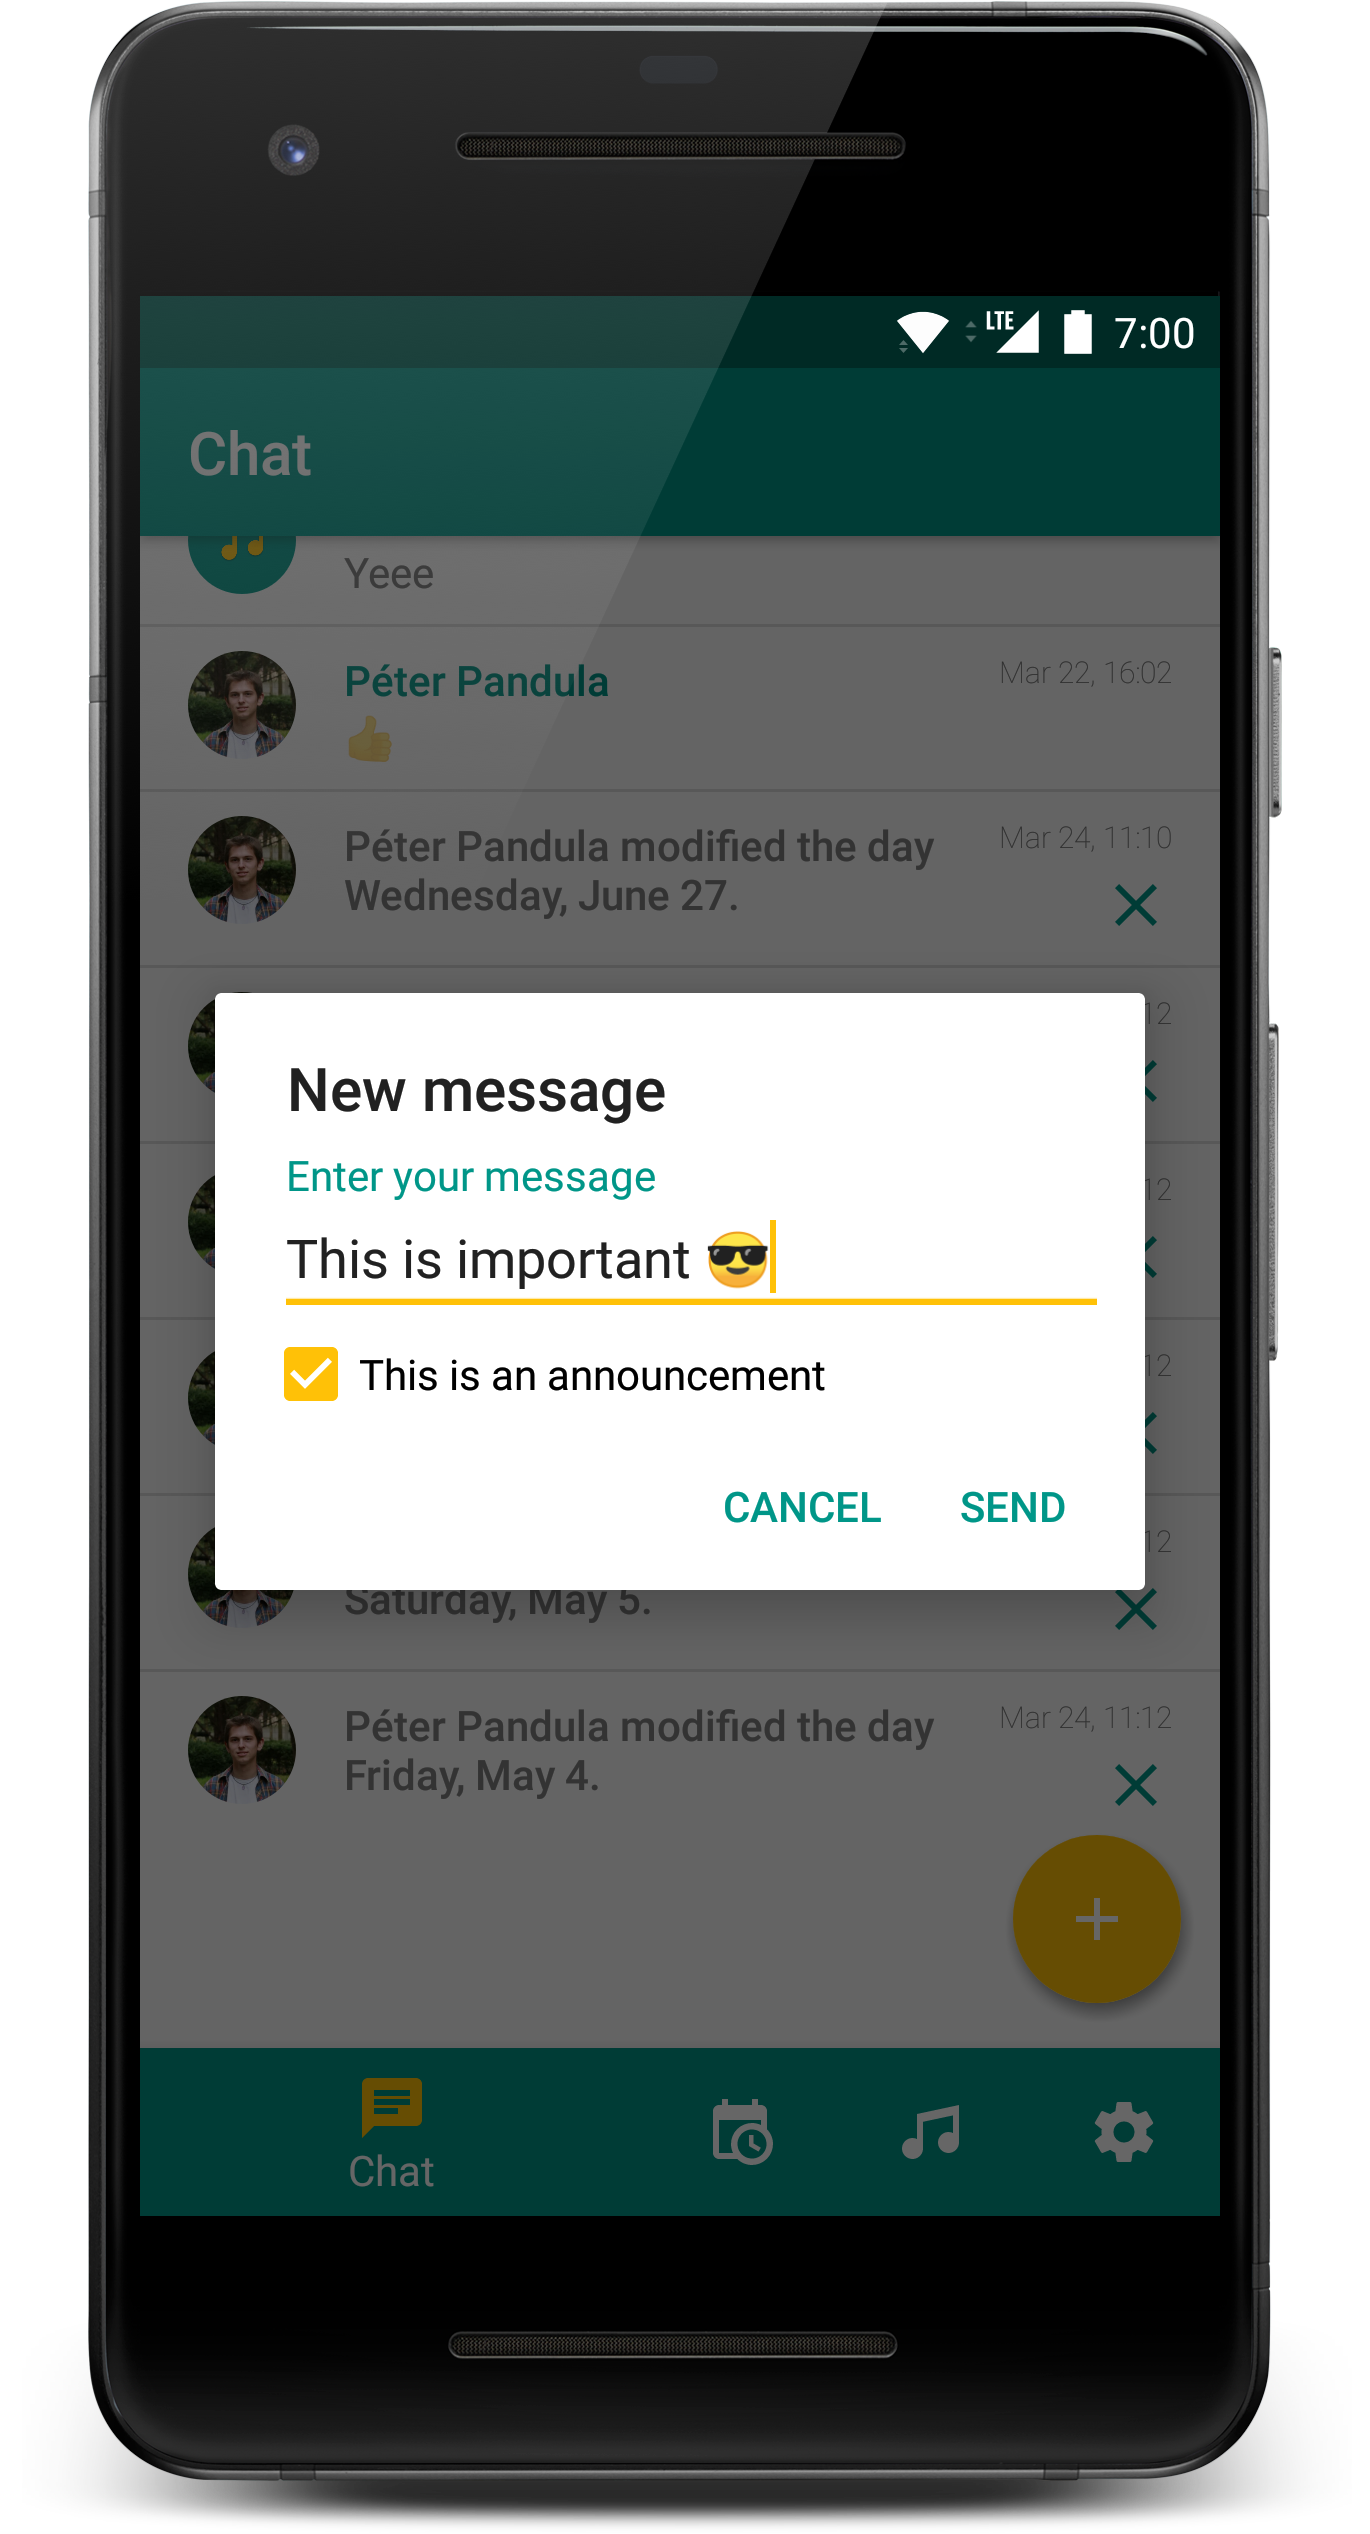 LTE 7:00
Chat
Yeee
Péter Pandula
Mar 22, 16:02
👍
Péter Pandula modified the day
Wednesday, June 27.
Mar 24, 11:10
12
New message
Enter your message
12
This is important 😎
12
This is an announcement
CANCEL SEND
12
Saturday, May 5.
Péter Pandula modified the day
Friday, May 4.
Mar 24, 11:12
Chat